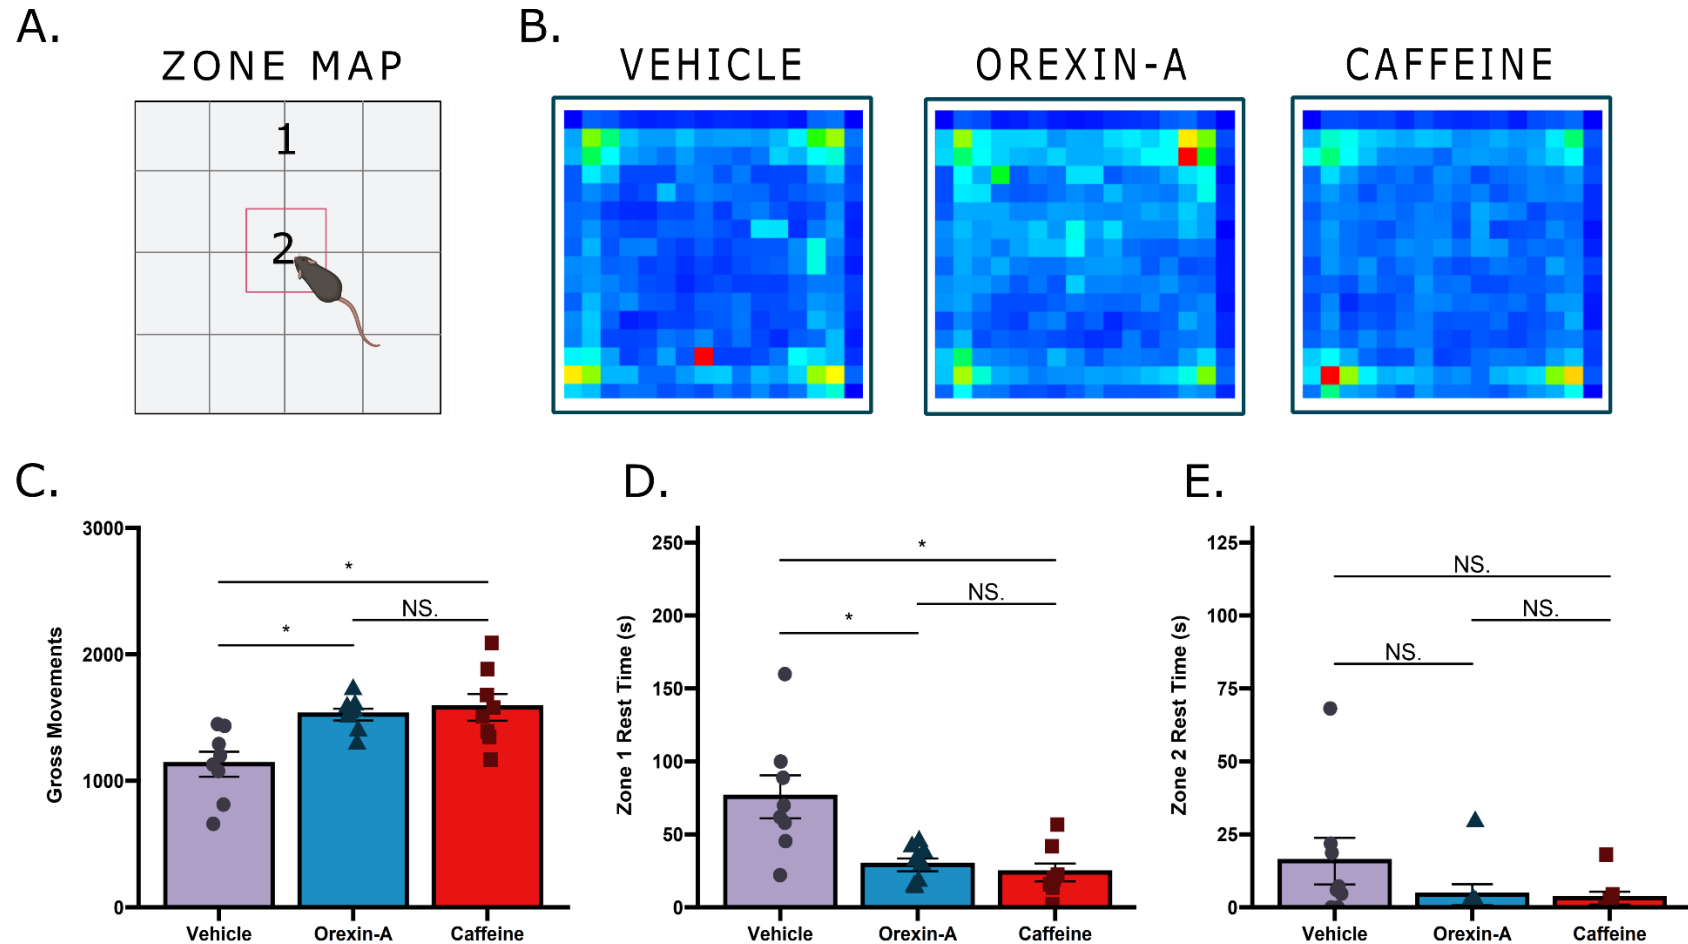 A.
B.
ZONE MAP
VEHICLE
OREXIN-A
CAFFEINE
1
2
C.
D.
E.
3000
2000
1000
0
Gross Movements
*
NS.
*
Vehicle
Orexin-A
Caffeine
250
200
150
100
50
0
Zone 1 Rest Time (s)
*
NS.
*
Vehicle
Orexin-A
Caffeine
125
100
75
50
25
0
Zone 2 Rest Time (s)
NS.
NS.
NS.
Vehicle
Orexin-A
Caffeine